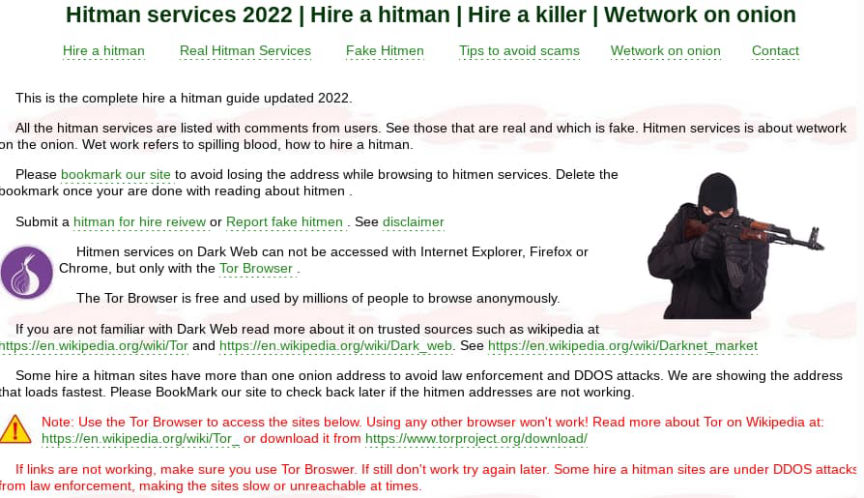 Hitman services 2022 | Hire a hitman | Hire a killer | Wetwork on onion
Hire a hitman Real Hitman Services Fake Hitmen Tips to avoid scams Wetwork on onion Contact
This is the complete hire a hitman guide updated 2022.
All the hitman services are listed with comments from users. See those that are real and which is fake. Hitmen services is about wetwork
on the onion. Wet work refers to spilling blood, how to hire a hitman.
Please bookmark our site to avoid losing the address while browsing to hitmen services. Delete the
bookmark once your are done with reading about hitmen .
Submit a hitman for hire reivew or Report fake hitmen . See disclaimer
Hitmen services on Dark Web can not be accessed with Internet Explorer, Firefox or
Chrome, but only with the Tor Browser .
The Tor Browser is free and used by millions of people to browse anonymously.
If you are not familiar with Dark Web read more about it on trusted sources such as wikipedia at
https://en.wikipedia.org/wiki/Tor and https://en.wikipedia.org/wiki/Dark_web. See https://en.wikipedia.org/wiki/Darknet_market
Some hire a hitman sites have more than one onion address to avoid law enforcement and DDOS attacks. We are showing the address
that loads fastest. Please BookMark our site to check back later if the hitmen addresses are not working.
Note: Use the Tor Browser to access the sites below. Using any other browser won't work! Read more about Tor on Wikipedia at:
https://en.wikipedia.org/wiki/Tor_ or download it from https://www.torproject.org/download/
If links are not working, make sure you use Tor Broswer. If still don't work try again later. Some hire a hitman sites are under DDOS attacks
from law enforcement, making the sites slow or unreachable at times.